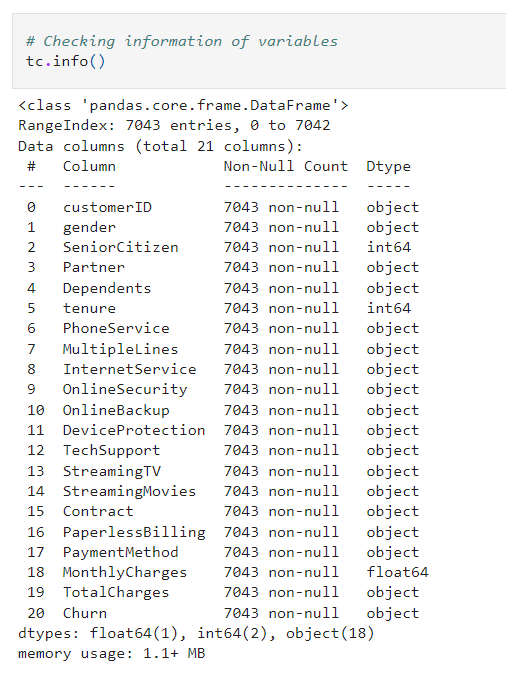 # Checking information of variables
tc.info()
<class 'pandas.core.frame.DataFrame'>
RangeIndex: 7043 entries, 0 to 7042
Data columns (total 21 columns):
 #   Column            Non-Null Count  Dtype
---  ------            --------------  -----
 0   customerID        7043 non-null   object
 1   gender            7043 non-null   object
 2   SeniorCitizen     7043 non-null   int64
 3   Partner           7043 non-null   object
 4   Dependents        7043 non-null   object
 5   tenure            7043 non-null   int64
 6   PhoneService      7043 non-null   object
 7   MultipleLines     7043 non-null   object
 8   InternetService   7043 non-null   object
 9   OnlineSecurity    7043 non-null   object
 10  OnlineBackup      7043 non-null   object
 11  DeviceProtection  7043 non-null   object
 12  TechSupport       7043 non-null   object
 13  StreamingTV       7043 non-null   object
 14  StreamingMovies   7043 non-null   object
 15  Contract          7043 non-null   object
 16  PaperlessBilling  7043 non-null   object
 17  PaymentMethod     7043 non-null   object
 18  MonthlyCharges    7043 non-null   float64
 19  TotalCharges      7043 non-null   object
 20  Churn             7043 non-null   object
dtypes: float64(1), int64(2), object(18)
memory usage: 1.1+ MB